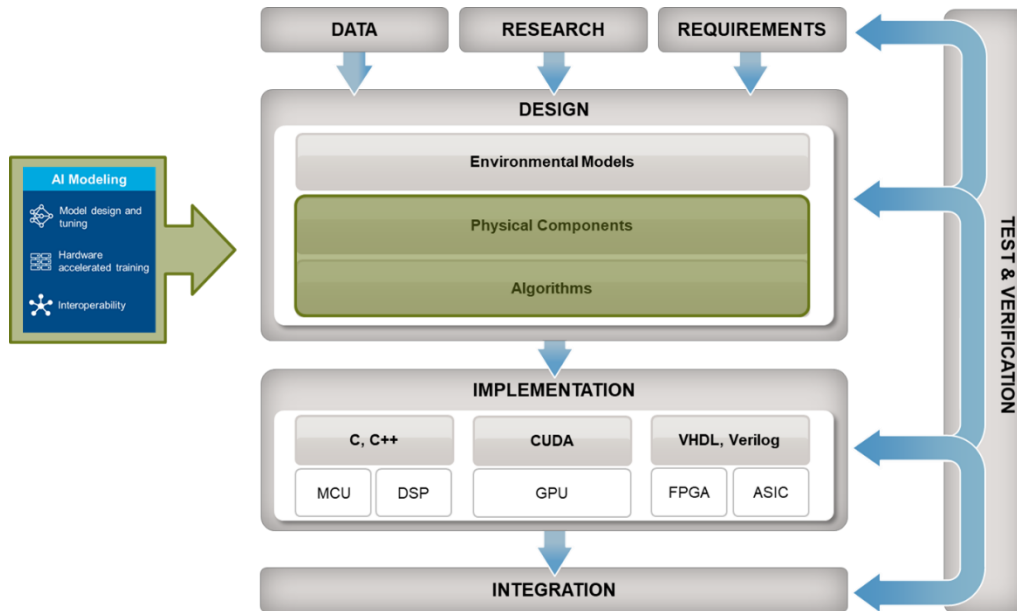 DATA
RESEARCH
REQUIREMENTS
DESIGN
Environmental Models
Physical Components
Algorithms
AI Modeling
Model design and
tuning
Hardware
accelerated training
Interoperability
IMPLEMENTATION
C, C++
CUDA
VHDL, Verilog
MCU
DSP
GPU
FPGA
ASIC
INTEGRATION
TEST & VERIFICATION